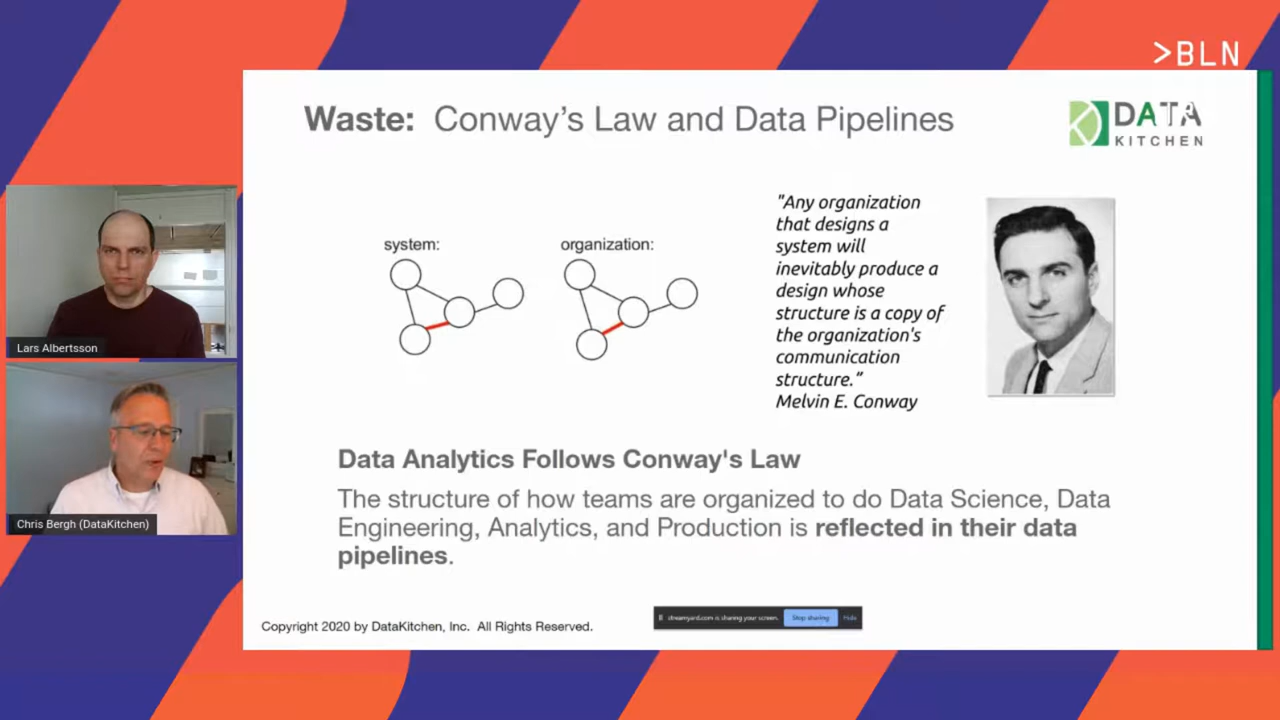 >BLN
Waste: Conway's Law and Data Pipelines
DATA
KITCHEN
system:
organization:
"Any organization
that designs a
system will
inevitably produce a
design whose
structure is a copy of
the organization's
communication
structure.”
Melvin E. Conway
Lars Albertsson
Chris Bergh (DataKitchen)
Data Analytics Follows Conway's Law
The structure of how teams are organized to do Data Science, Data
Engineering, Analytics, and Production is reflected in their data
pipelines.
streamyard.com is sharing your screen.
Stop sharing
Hide
Copyright 2020 by DataKitchen, Inc. All Rights Reserved.